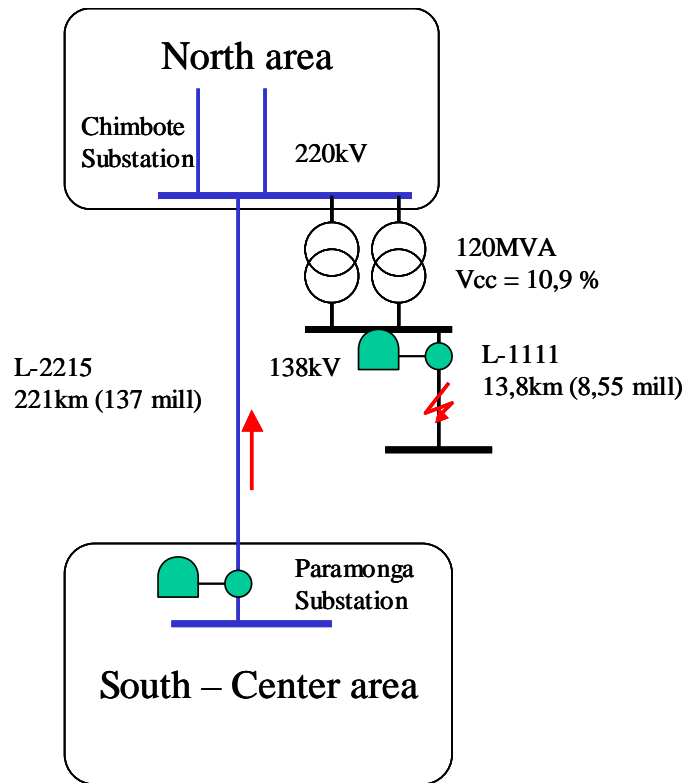 North area
Chimbote
Substation
220kV
120MVA
Vcc = 10,9 %
L-2215
221km (137 mill)
138kV
L-1111
13,8km (8,55 mill)
Paramonga
Substation
South – Center area